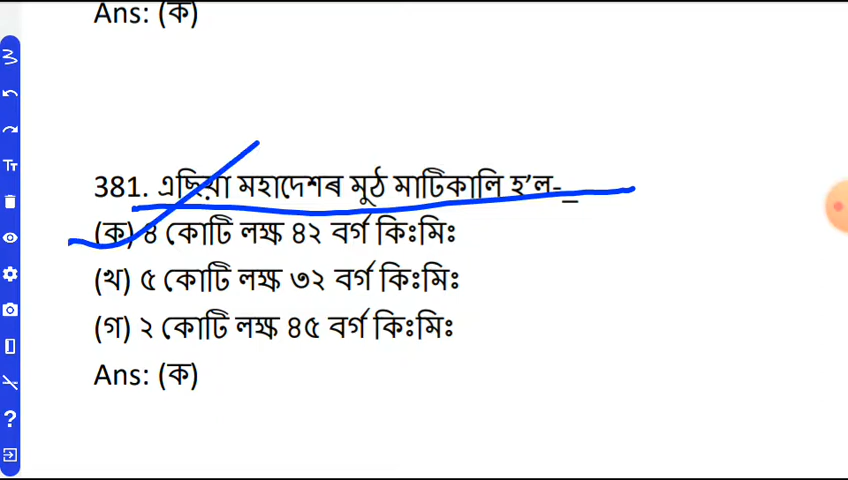 Ans: (ক)
381. এছিয়া মহাদেশৰ মুঠ মাটিকালি হ’ল-_
(ক) ৪ কোটি লক্ষ ৪২ বৰ্গ কিঃমিঃ
(খ) ৫ কোটি লক্ষ ৩২ বৰ্গ কিঃমিঃ
(গ) ২ কোটি লক্ষ ৪৫ বৰ্গ কিঃমিঃ
Ans: (ক)